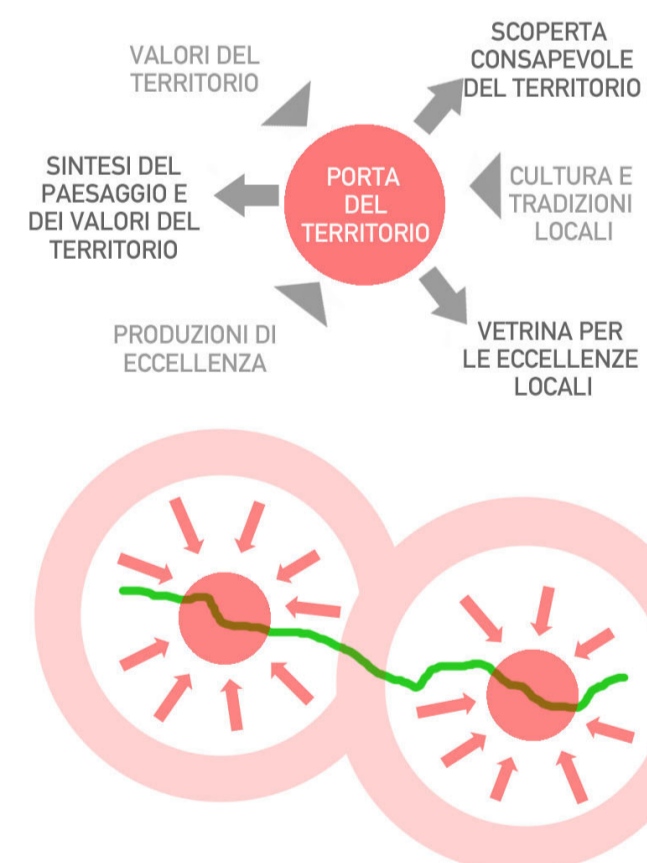 VALORI DEL
TERRITORIO
SCOPERTA
CONSAPEVOLE
DEL TERRITORIO
SINTESI DEL
PAESAGGIO E
DEI VALORI DEL
TERRITORIO
PORTA
DEL
TERRITORIO
CULTURA E
TRADIZIONI
LOCALI
PRODUZIONI DI
ECCELLENZA
VETRINA PER
LE ECCELLENZE
LOCALI